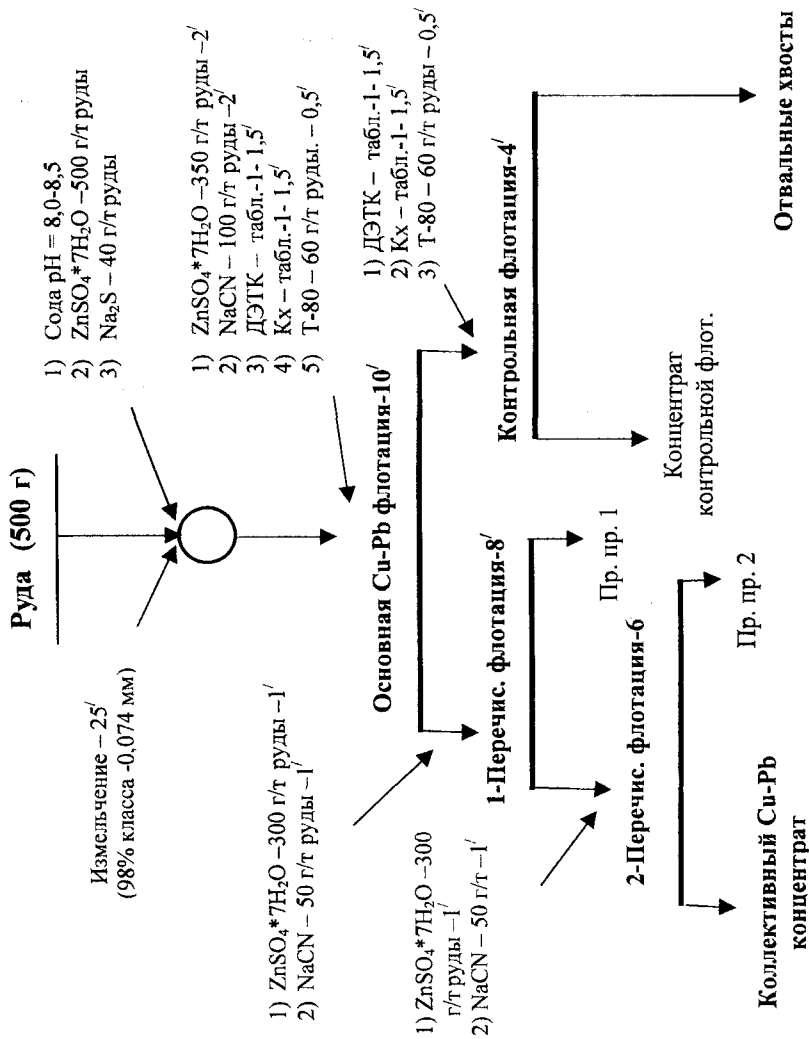 Руда (500 г)
Измельчение – 25/
(98% класса -0,074 мм)
1) Сода рН = 8,0-8,5
2) ZnSO₄*7H₂O –500 г/т руды
3) Na₂S – 40 г/т руды
1) ZnSO₄*7H₂O –350 г/т руды –2/
2) NaCN – 100 г/т руды –2/
3) ДЭТК – табл.-1- 1,5/
4) Кх – табл.-1- 1,5/
5) Т-80 – 60 г/т руды. – 0,5/
Основная Cu-Pb флотация-10/
1) ZnSO₄*7H₂O –300 г/т руды –1/
2) NaCN – 50 г/т руды –1/
1) ДЭТК – табл.-1- 1,5/
2) Кх – табл.-1- 1,5/
3) Т-80 – 60 г/т руды – 0,5/
1-Перечис. флотация-8/
Контрольная флотация-4/
1) ZnSO₄*7H₂O –300
г/т руды –1/
2) NaCN – 50 г/т –1/
Пр. пр. 1
2-Перечис. флотация-6
Концентрат
контрольной флот.
Пр. пр. 2
Коллективный Cu-Pb
концентрат
Отвальные хвосты